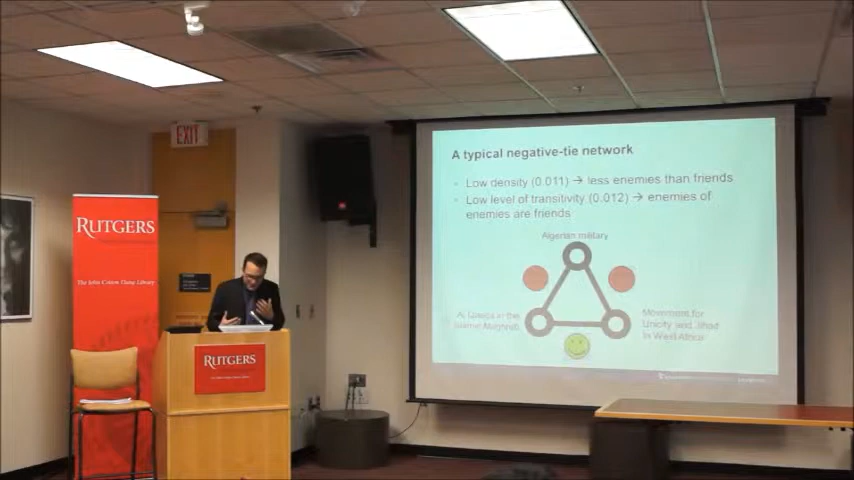 EXIT
RUTGERS
The John Cotton Dana Library
RUTGERS
A typical negative-tie network
- Low density (0.011) → less enemies than friends
- Low level of transitivity (0.012) → enemies of
enemies are friends
Algerian military
Al Qaeda in the
Islamic Maghreb
Movement for
Unicity and Jihad
in West Africa